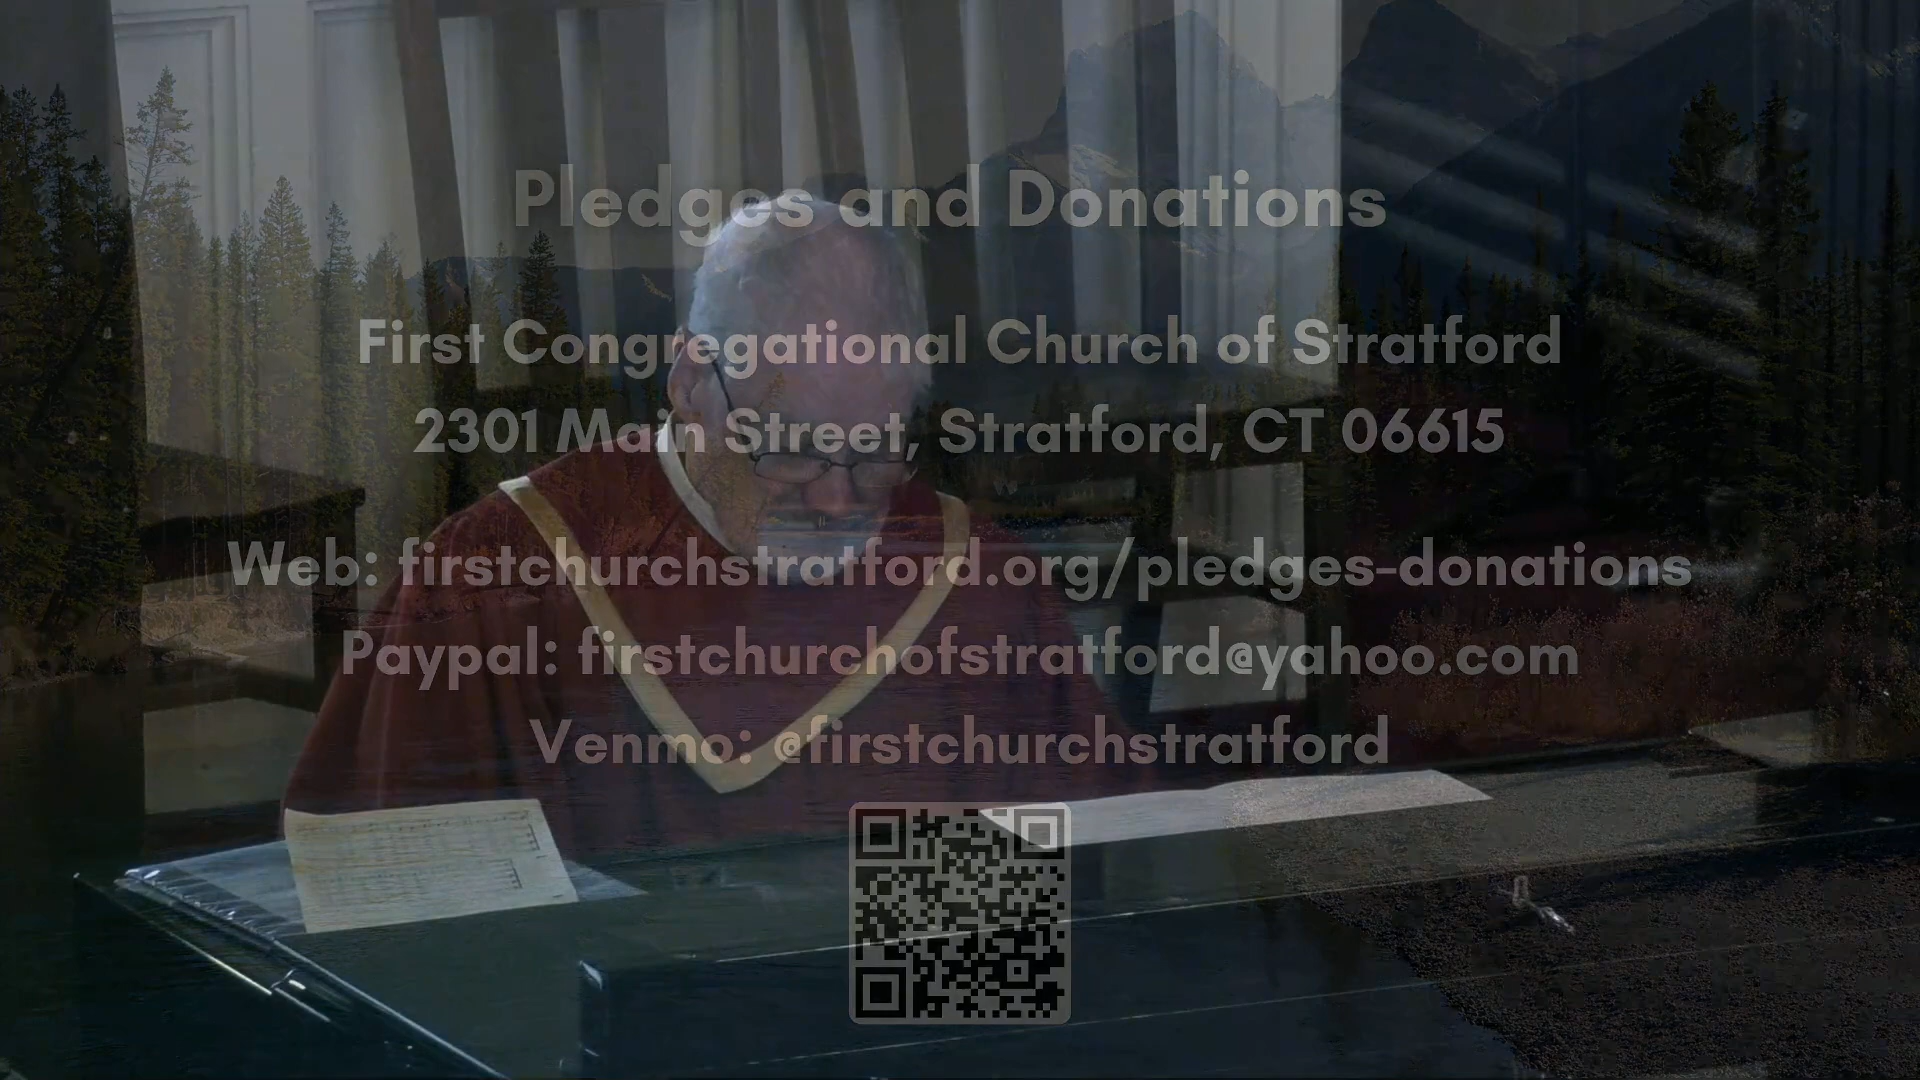 Pledges and Donations
First Congregational Church of Stratford
2301 Main Street, Stratford, CT 06615
Web: firstchurchstratford.org/pledges-donations
Paypal: firstchurchofstratford@yahoo.com
Venmo: @firstchurchstratford